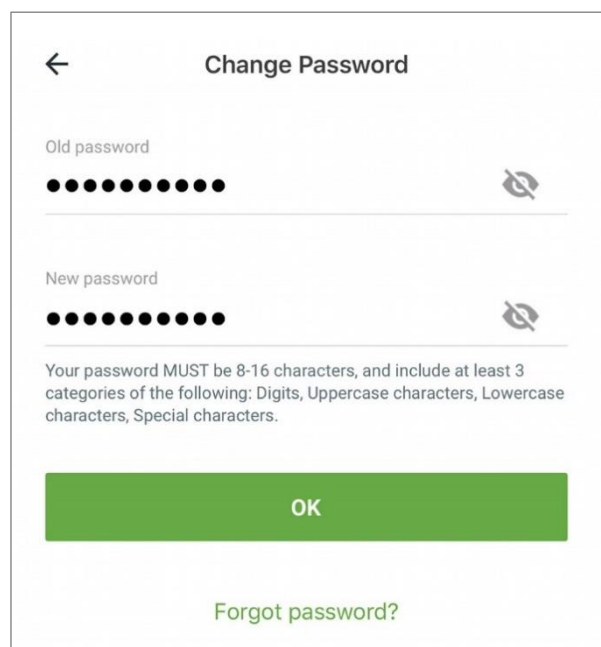 Change Password
Old password
●●●●●●●●●●
New password
●●●●●●●●●●
Your password MUST be 8-16 characters, and include at least 3
categories of the following: Digits, Uppercase characters, Lowercase
characters, Special characters.
OK
Forgot password?